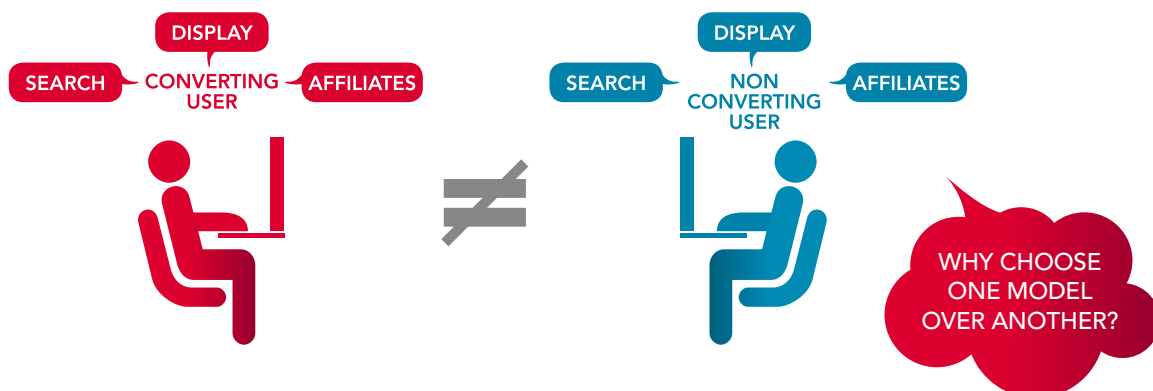 DISPLAY
SEARCH
CONVERTING
USER
AFFILIATES
DISPLAY
SEARCH
NON
CONVERTING
USER
AFFILIATES
WHY CHOOSE
ONE MODEL
OVER ANOTHER?